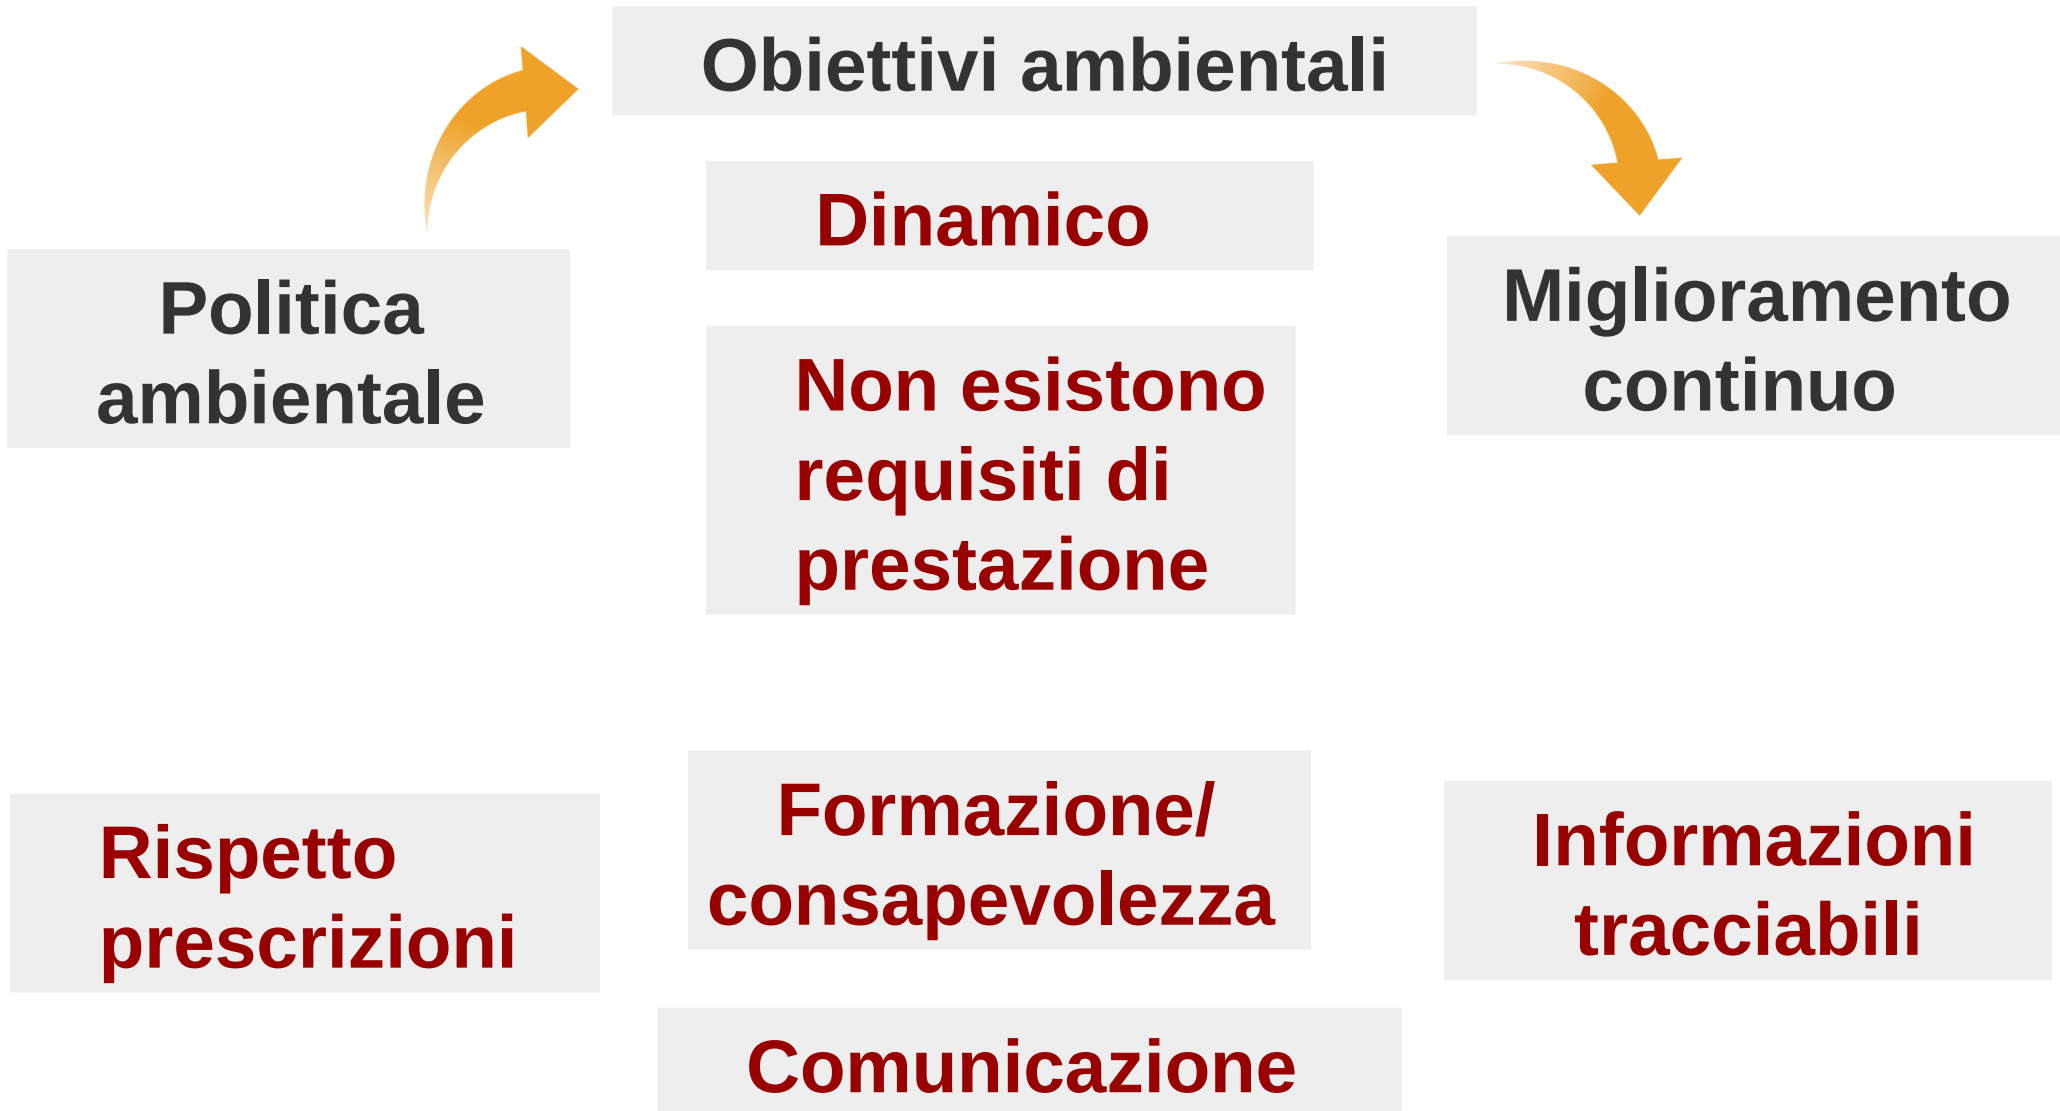 Obiettivi ambientali
Dinamico
Politica
ambientale
Miglioramento
continuo
Non esistono
requisiti di
prestazione
Rispetto
prescrizioni
Formazione/
consapevolezza
Informazioni
tracciabili
Comunicazione